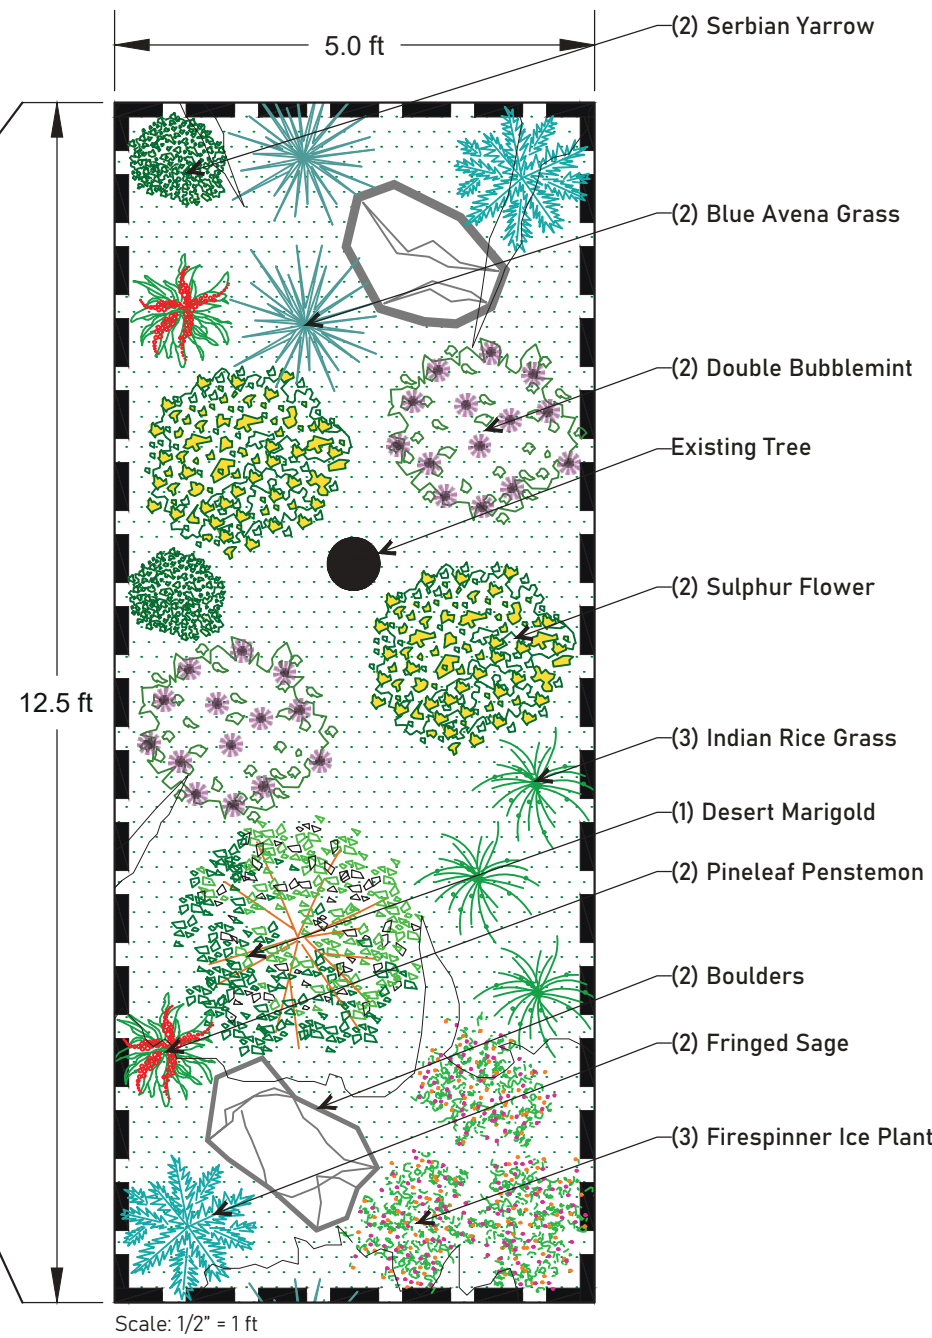 (2) Serbian Yarrow
5.0 ft
(2) Blue Avena Grass
(2) Double Bubblemint
Existing Tree
(2) Sulphur Flower
12.5 ft
(3) Indian Rice Grass
(1) Desert Marigold
(2) Pineleaf Penstemon
(2) Boulders
(2) Fringed Sage
(3) Firespinner Ice Plant
Scale: 1/2" = 1 ft